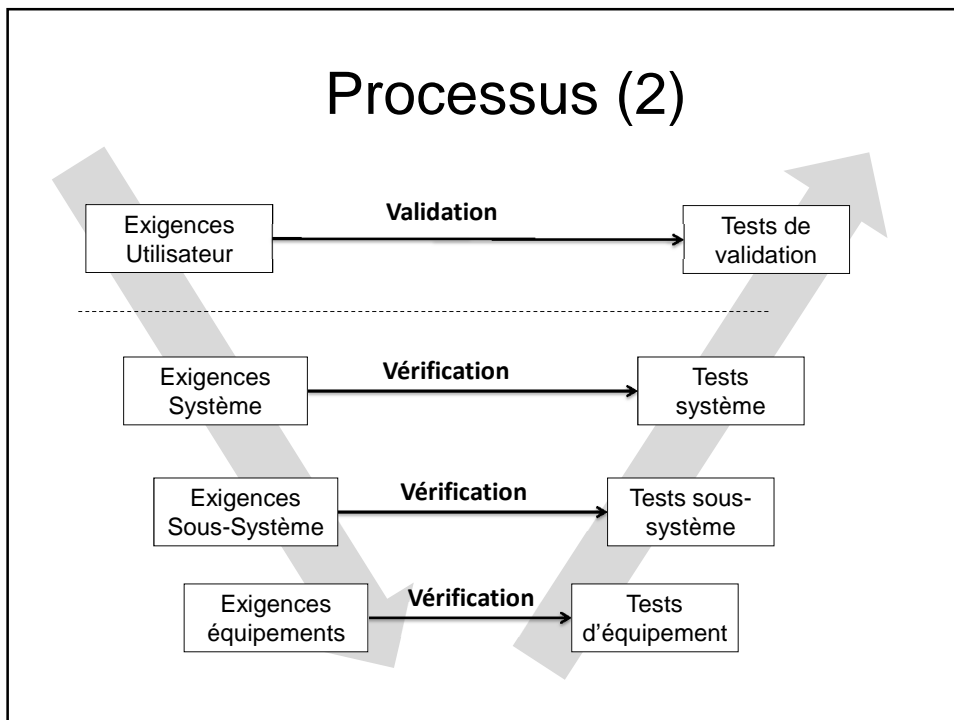 Processus (2)
Validation
Exigences
Utilisateur
Tests de
validation
Vérification
Exigences
Système
Tests
système
Vérification
Exigences
Sous-Système
Tests sous-
système
Vérification
Exigences
équipements
Tests
d’équipement